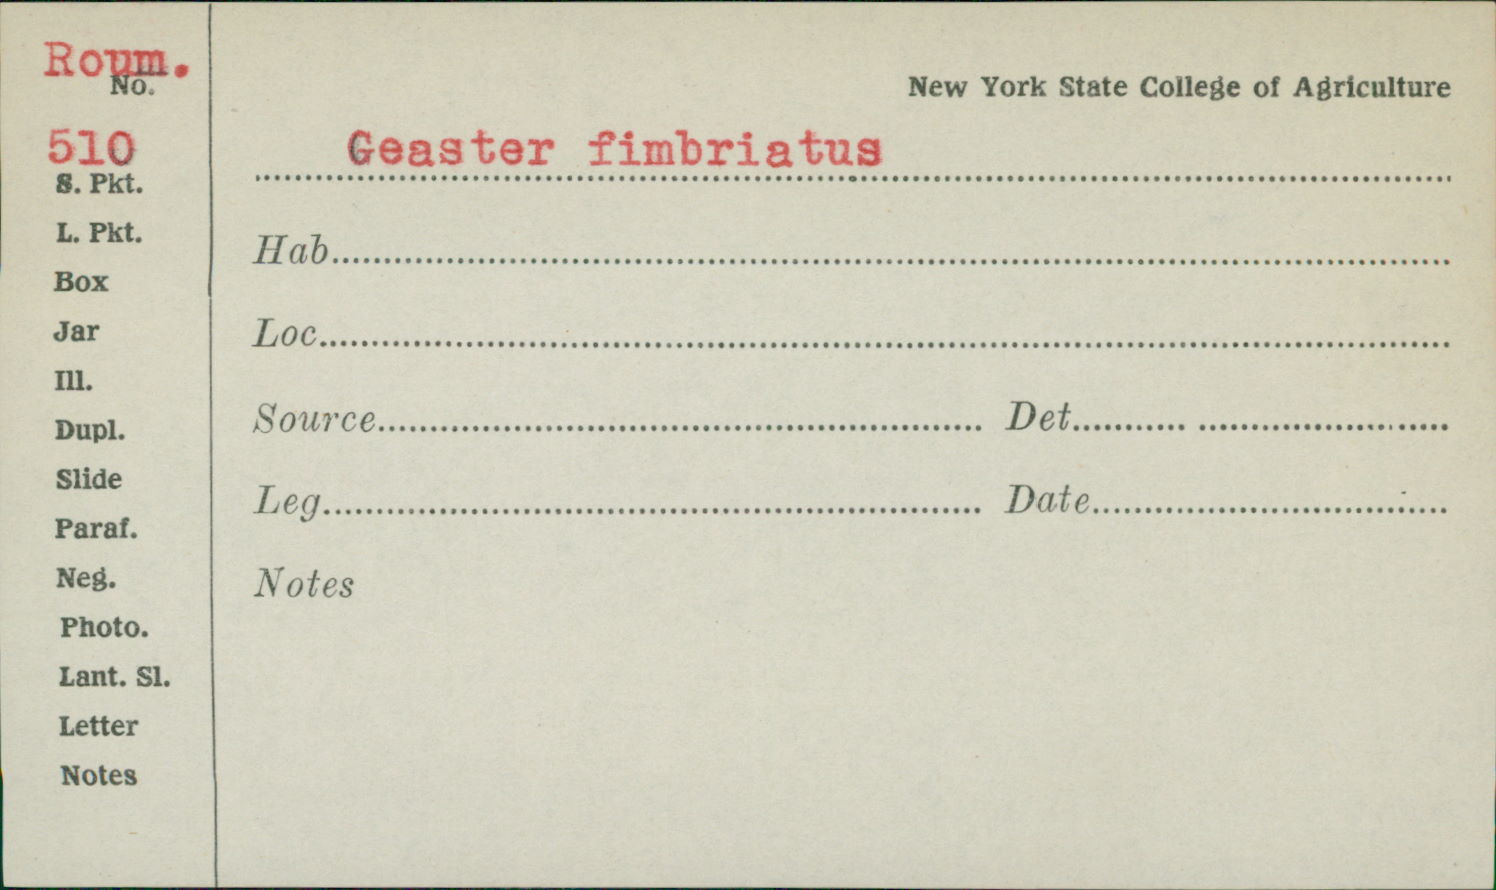 Roum.
No.
510
S. Pkt.
L. Pkt.
Box
Jar
Ill.
Dupl.
Slide
Paraf.
Neg.
Photo.
Lant. Sl.
Letter
Notes
New York State College of Agriculture
Geaster fimbriatus
Hab
Loc
Source Det
Leg Date
Notes